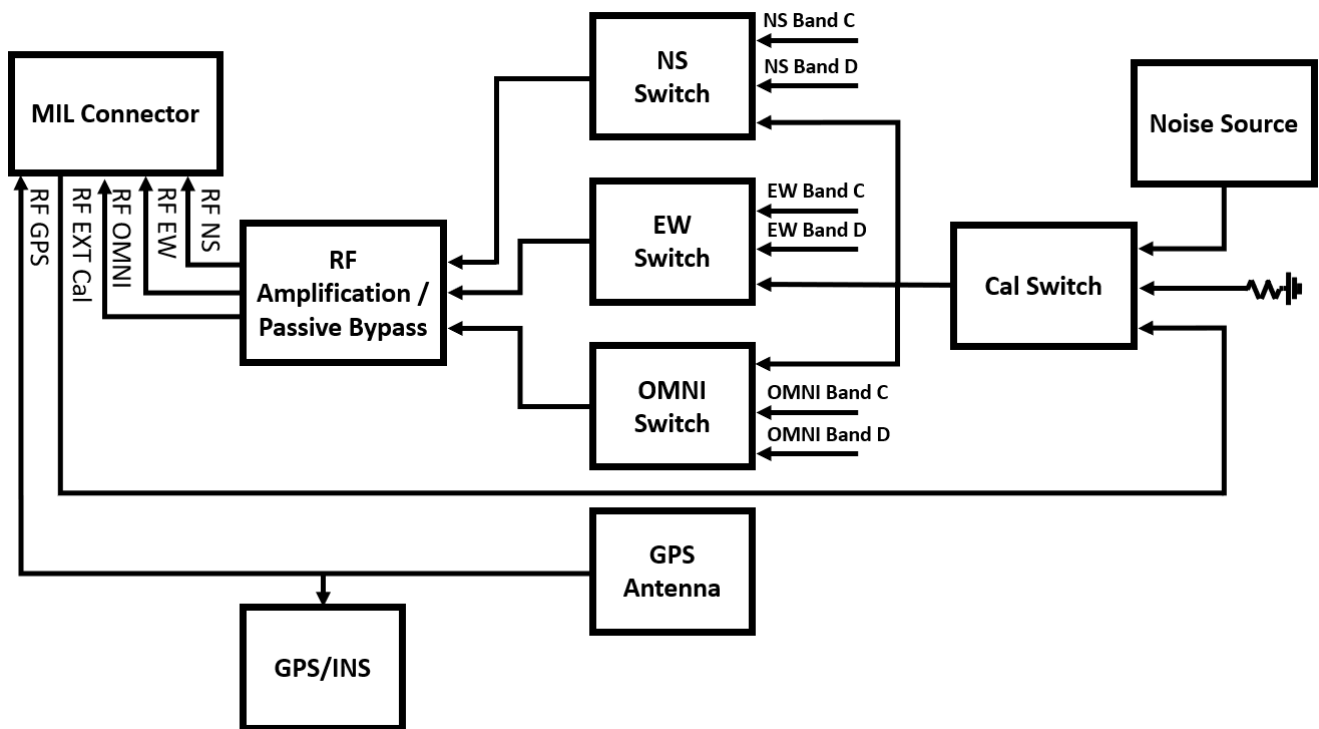 NS Band C
NS
Switch
NS Band D
MIL Connector
Noise Source
RF GPS
RF EXT Cal
RF OMNI
RF EW
RF NS
EW Band C
EW
Switch
EW Band D
RF
Amplification /
Passive Bypass
Cal Switch
OMNI
Switch
OMNI Band C
OMNI Band D
GPS
Antenna
GPS/INS